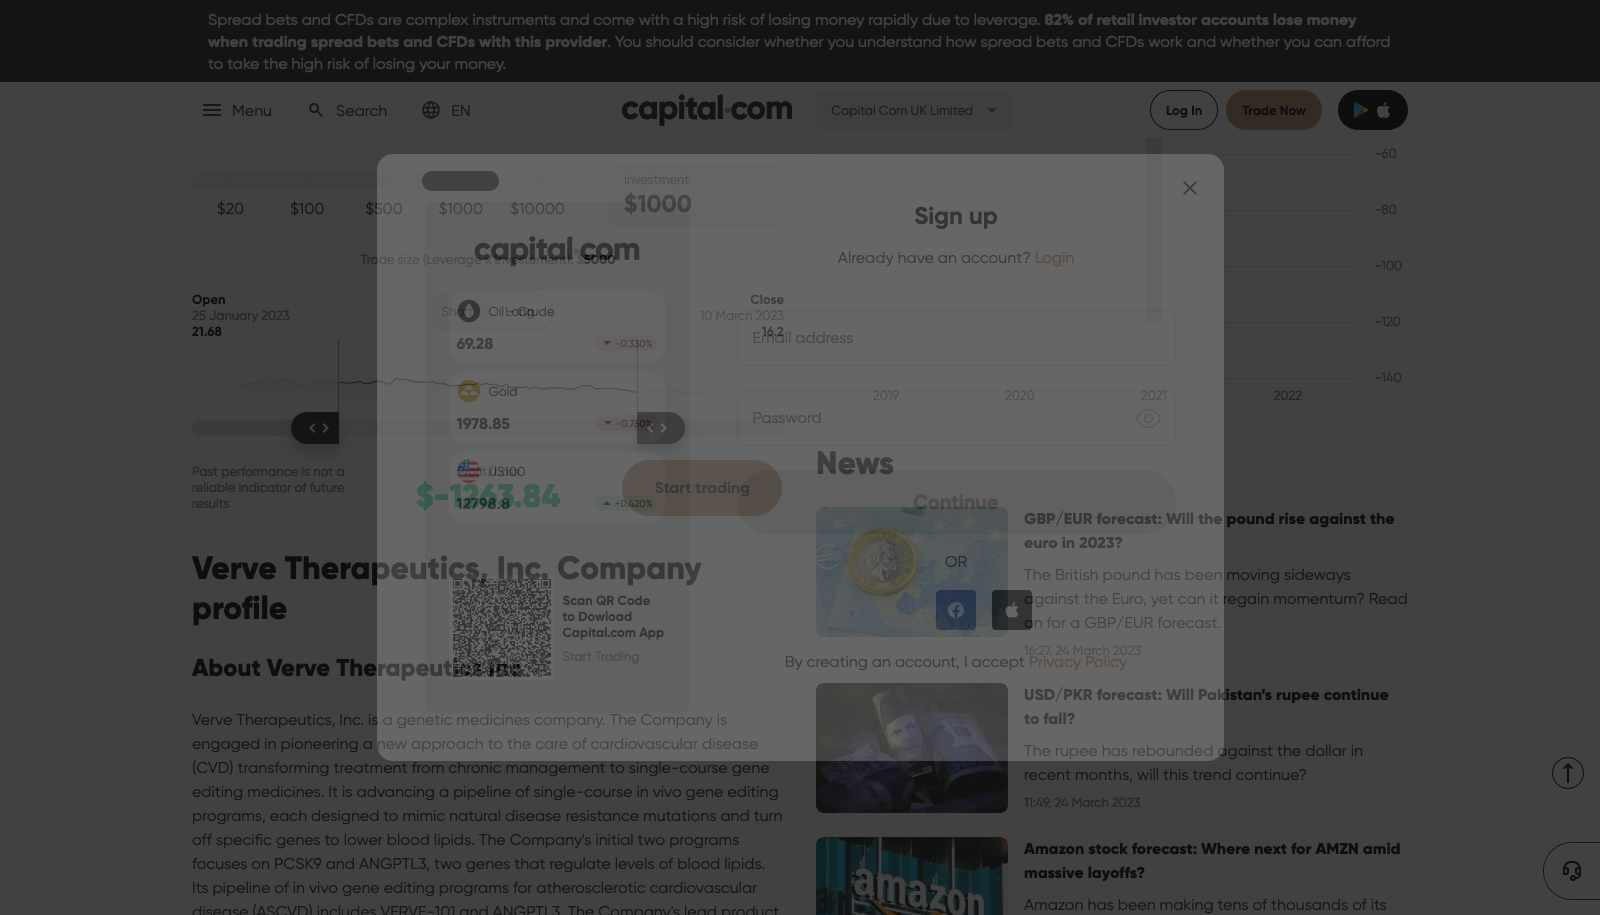 Spread bets and CFDs are complex instruments and come with a high risk of losing money rapidly due to leverage. 82% of retail investor accounts lose money
when trading spread bets and CFDs with this provider. You should consider whether you understand how spread bets and CFDs work and whether you can afford
to take the high risk of losing your money.
Menu
Search
EN
capital.com
Capital Com UK Limited
Log In
Trade Now
$20
$100
$500
$1000
$10000
Investment
$1000
Trade size (Leverage x Investement): $5000
Open
25 January 2023
21.68
Short
Long
Close
10 March 2023
16.2
Past performance is not a
reliable indicator of future
results
$-1263.84
Start trading
-60
-80
-100
-120
-140
2019
2020
2021
2022
capital.com
Oil - Crude
69.28
-0.330%
Gold
1978.85
-0.760%
US100
12798.8
+0.420%
Scan QR Code
to Dowload
Capital.com App
Start Trading
Sign up
Already have an account? Login
Email address
Password
Continue
OR
By creating an account, I accept Privacy Policy
Verve Therapeutics, Inc. Company
profile
About Verve Therapeutics Inc
Verve Therapeutics, Inc. is a genetic medicines company. The Company is
engaged in pioneering a new approach to the care of cardiovascular disease
(CVD) transforming treatment from chronic management to single-course gene
editing medicines. It is advancing a pipeline of single-course in vivo gene editing
programs, each designed to mimic natural disease resistance mutations and turn
off specific genes to lower blood lipids. The Company's initial two programs
focuses on PCSK9 and ANGPTL3, two genes that regulate levels of blood lipids.
Its pipeline of in vivo gene editing programs for atherosclerotic cardiovascular
disease (ASCVD) includes VERVE-101 and ANGPTL3. The Company's lead product
News
GBP/EUR forecast: Will the pound rise against the
euro in 2023?
The British pound has been moving sideways
against the Euro, yet can it regain momentum? Read
on for a GBP/EUR forecast.
16:27, 24 March 2023
USD/PKR forecast: Will Pakistan's rupee continue
to fall?
The rupee has rebounded against the dollar in
recent months, will this trend continue?
11:49, 24 March 2023
amazon
Amazon stock forecast: Where next for AMZN amid
massive layoffs?
Amazon has been making tens of thousands of its